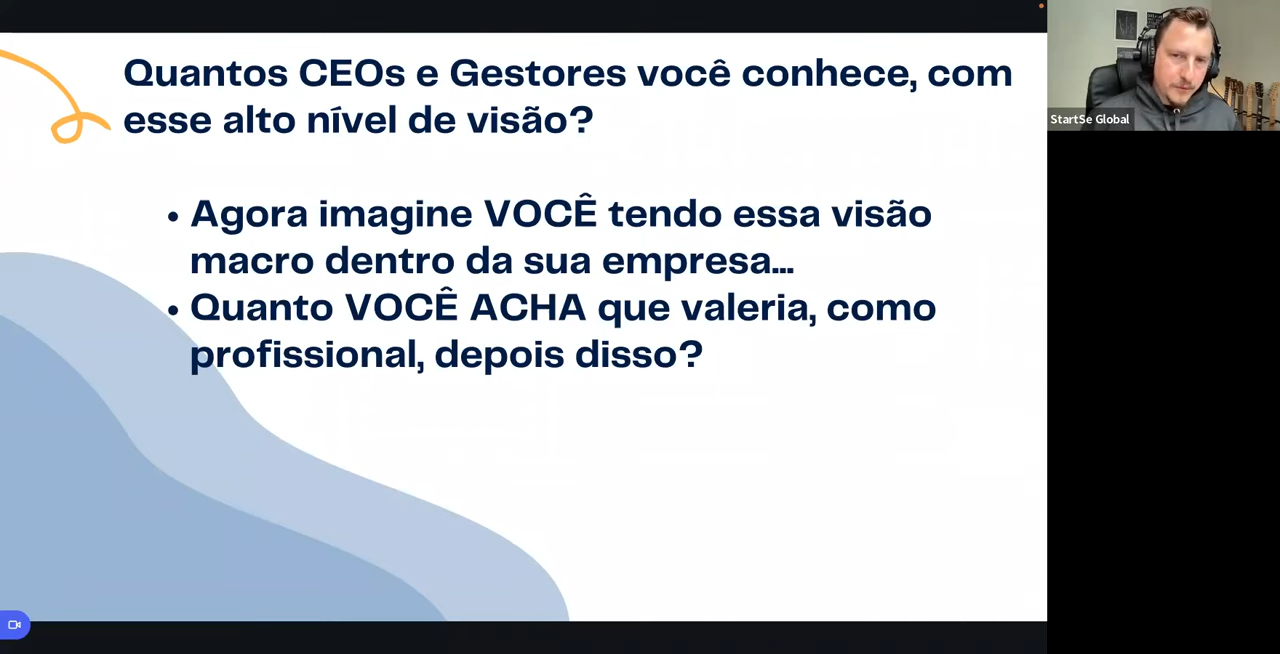 Quantos CEOs e Gestores você conhece, com
esse alto nível de visão?
• Agora imagine VOCÊ tendo essa visão
macro dentro da sua empresa...
• Quanto VOCÊ ACHA que valeria, como
profissional, depois disso?
StartSe Global